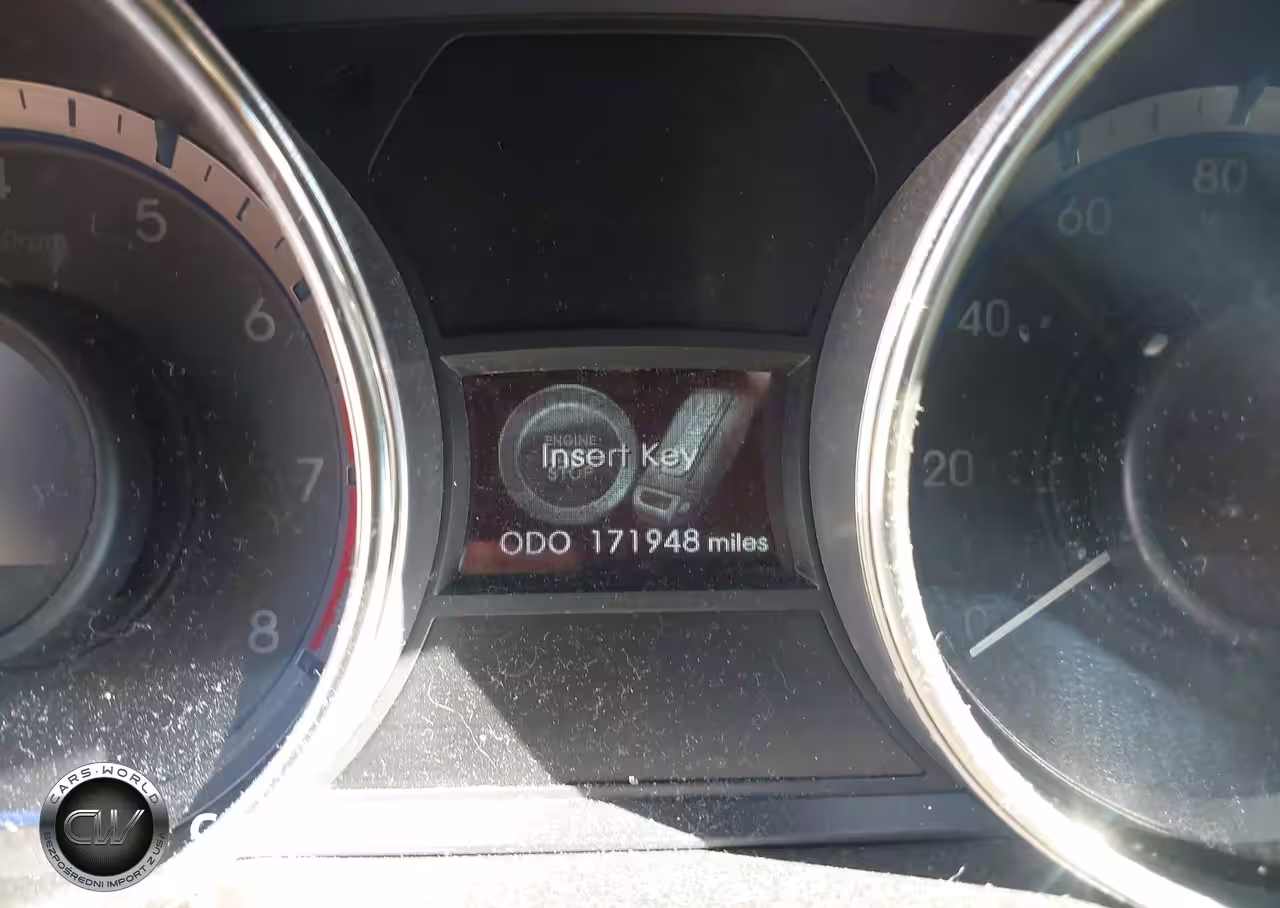 4
5
6
7
8
ENGINE
STOP
Insert Key
ODO 171948 miles
0
20
40
60
80
CARS·WORLD
CW
BEZPOŚREDNI IMPORT Z USA